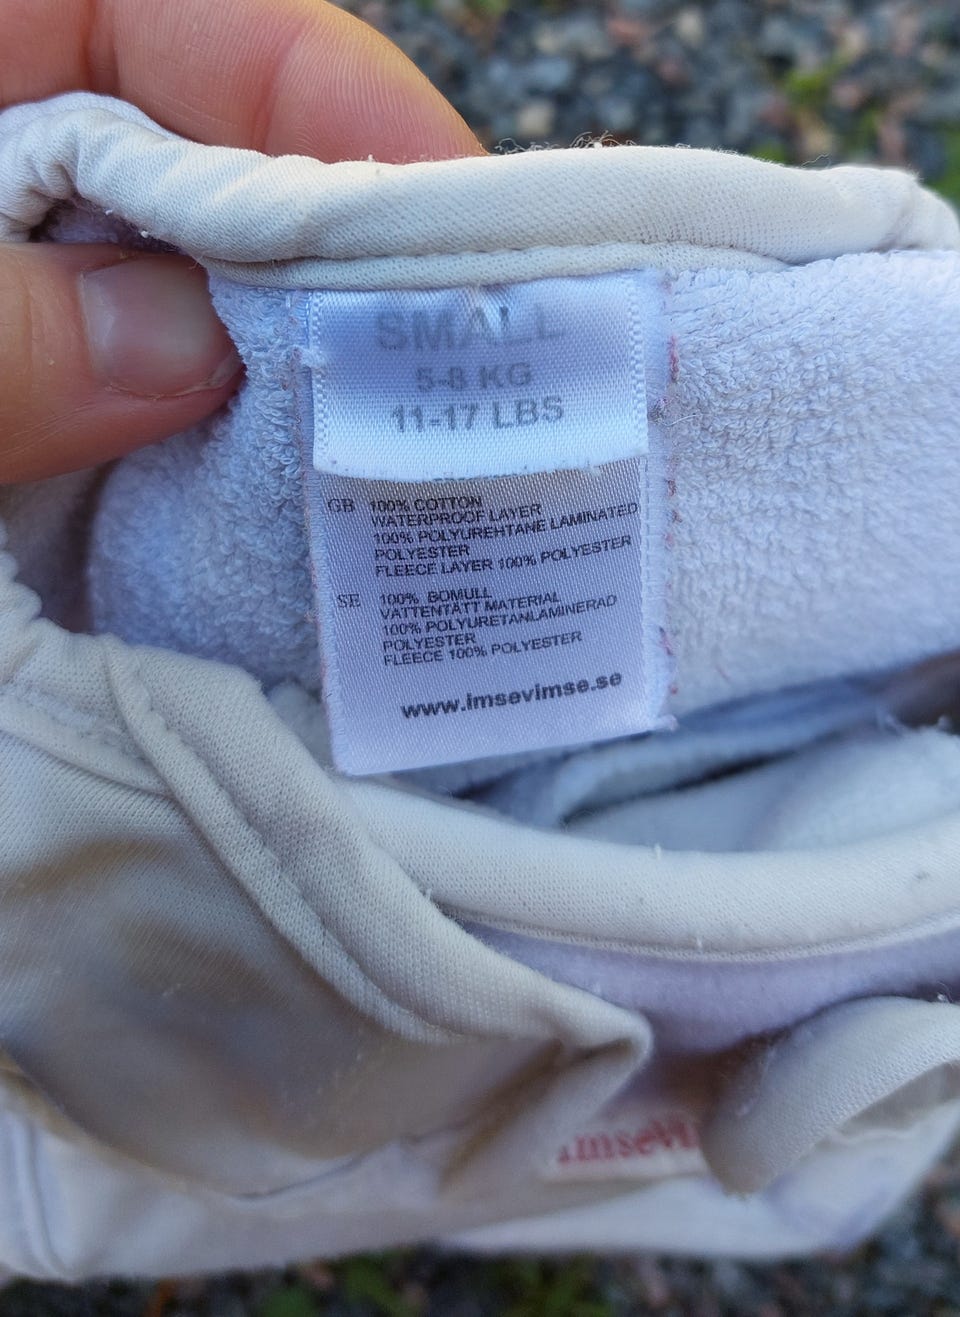 SMALL
5-8 KG
11-17 LBS
GB 100% COTTON
WATERPROOF LAYER
100% POLYUREHTANE LAMINATED
POLYESTER
FLEECE LAYER 100% POLYESTER
SE 100% BOMULL
VATTENTÄTT MATERIAL
100% POLYURETANLAMINERAD
POLYESTER
FLEECE 100% POLYESTER
www.imsevimse.se